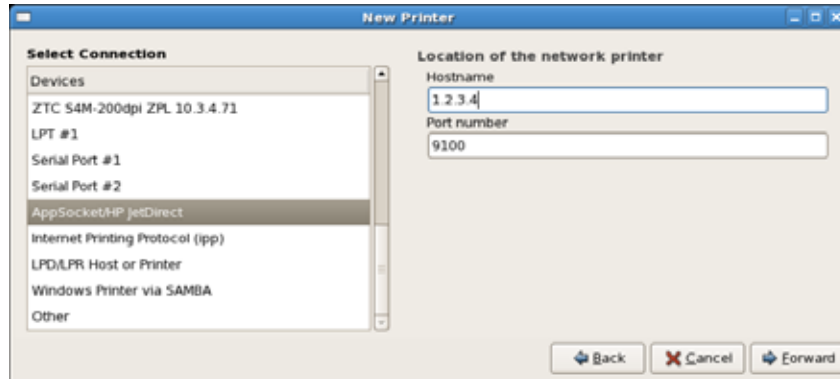 New Printer
Select Connection
Devices
ZTC S4M-200dpi ZPL 10.3.4.71
LPT #1
Serial Port #1
Serial Port #2
AppSocket/HP JetDirect
Internet Printing Protocol (ipp)
LPD/LPR Host or Printer
Windows Printer via SAMBA
Other
Location of the network printer
Hostname
1.2.3.4
Port number
9100
Back
Cancel
Forward